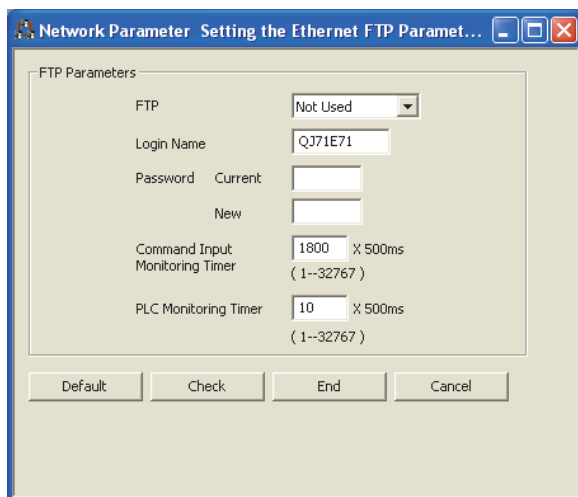 Network Parameter Setting the Ethernet FTP Paramet...
FTP Parameters
FTP Not Used
Login Name QJ71E71
Password Current
New
Command Input
Monitoring Timer 1800 X 500ms
( 1--32767 )
PLC Monitoring Timer 10 X 500ms
( 1--32767 )
Default Check End Cancel